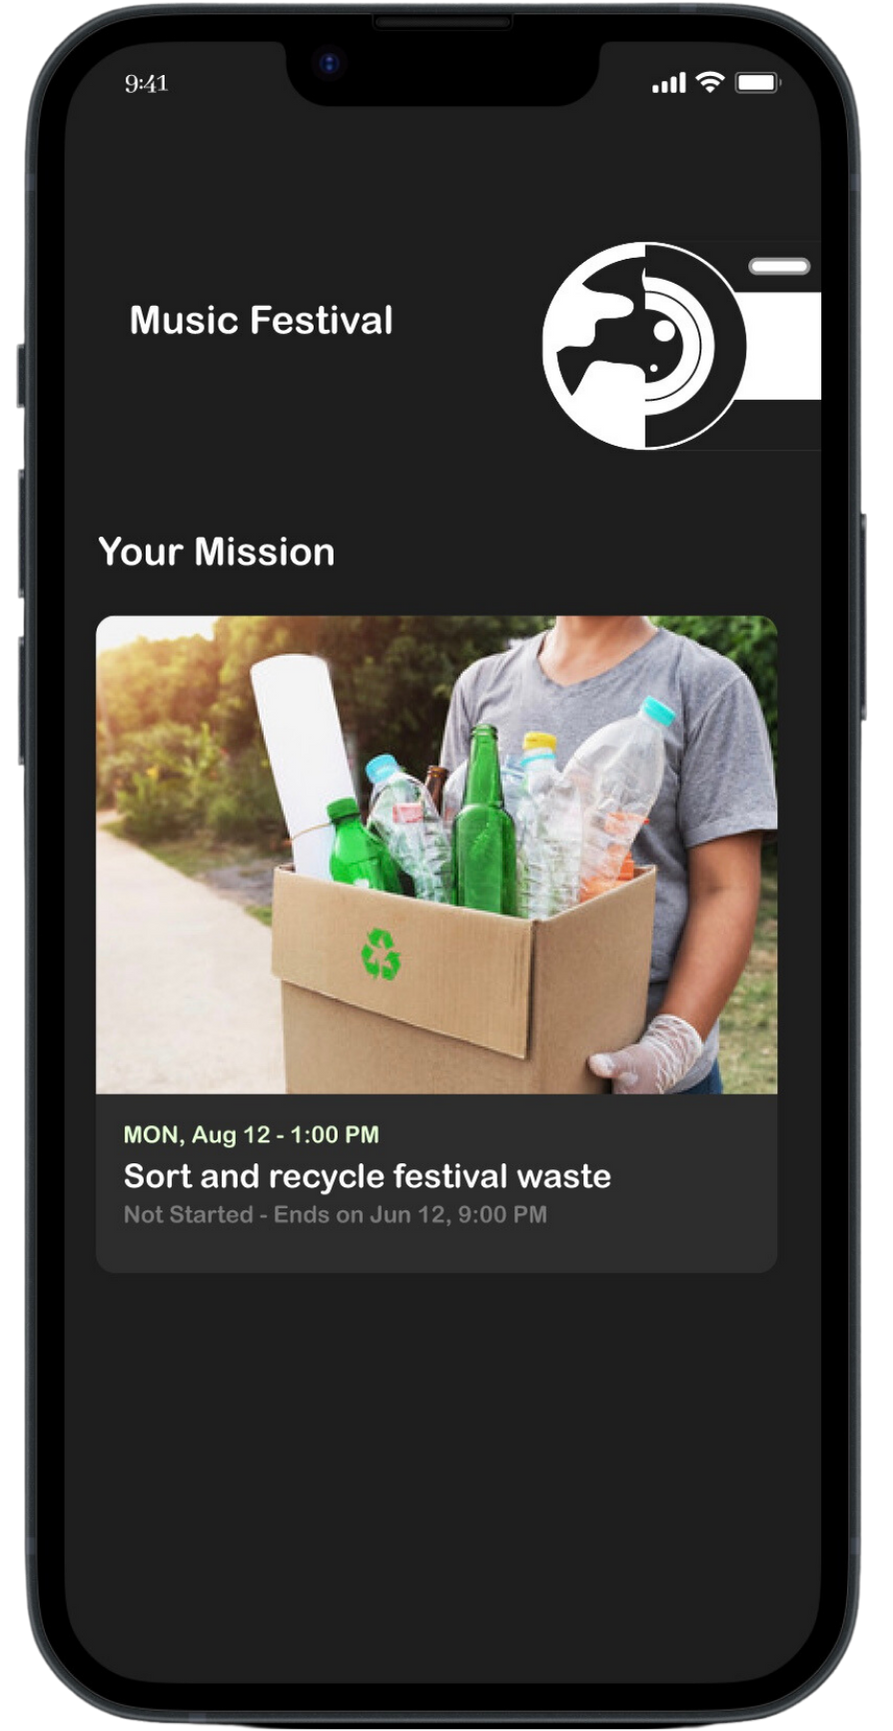 9:41
Music Festival
Your Mission
MON, Aug 12 - 1:00 PM
Sort and recycle festival waste
Not Started - Ends on Jun 12, 9:00 PM